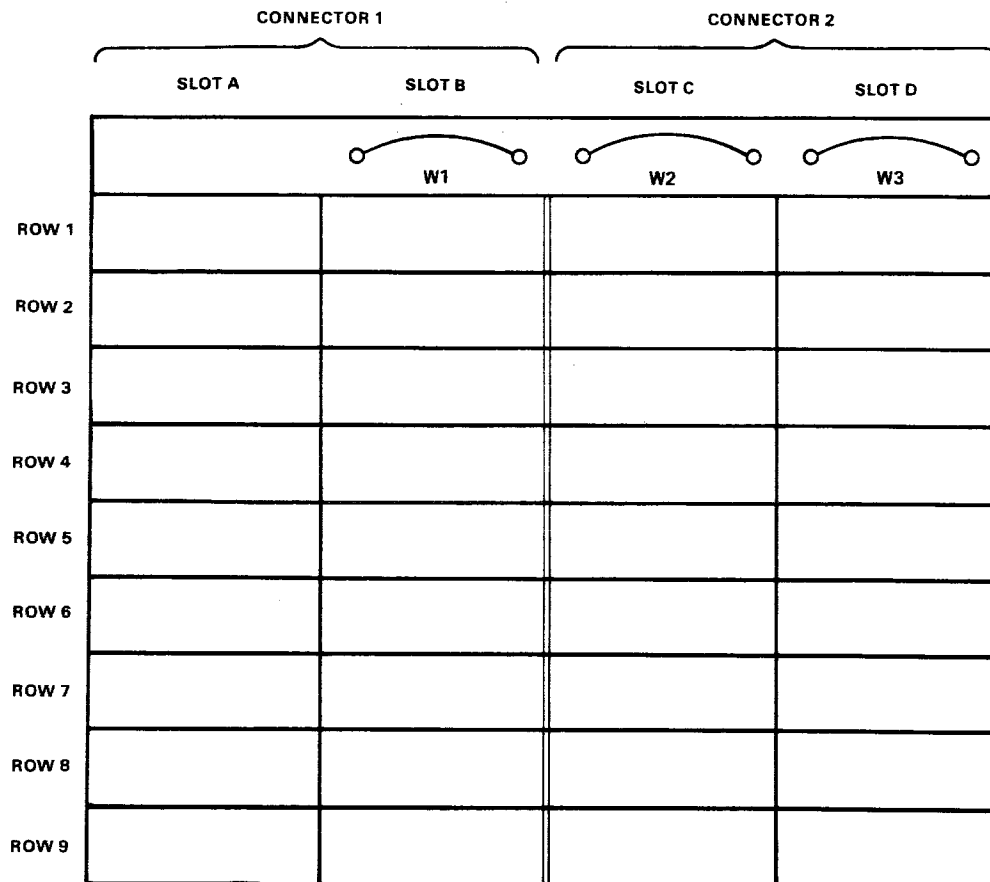 CONNECTOR 1 CONNECTOR 2
SLOT A SLOT B SLOT C SLOT D
W1 W2 W3
ROW 1
ROW 2
ROW 3
ROW 4
ROW 5
ROW 6
ROW 7
ROW 8
ROW 9